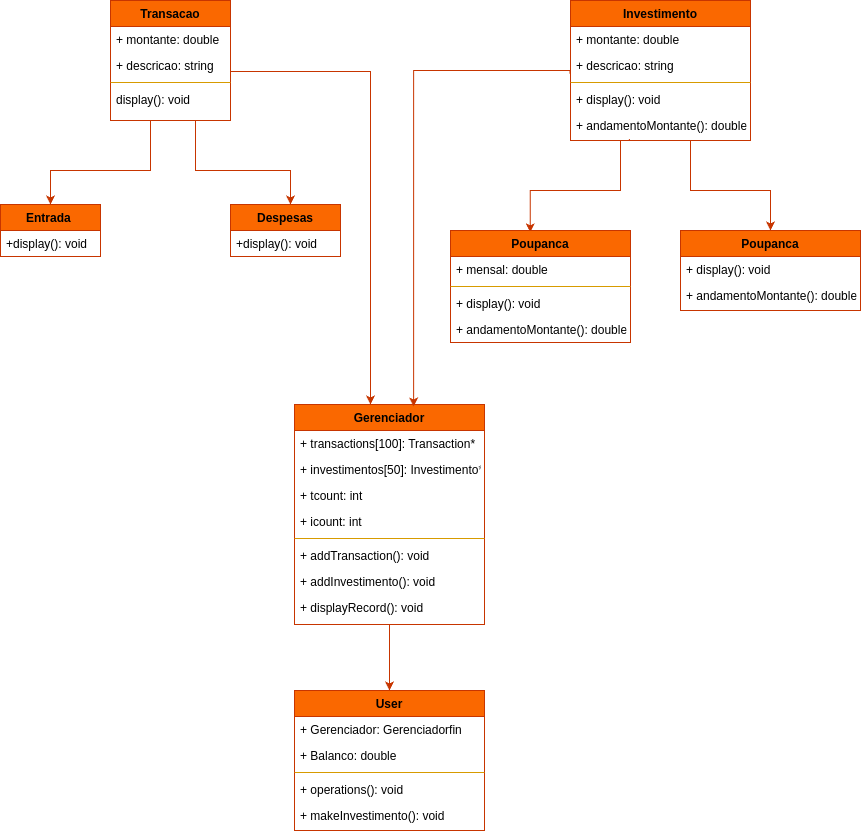 Transacao
+ montante: double
+ descricao: string
display(): void
Investimento
+ montante: double
+ descricao: string
+ display(): void
+ andamentoMontante(): double
Entrada
+display(): void
Despesas
+display(): void
Poupanca
+ mensal: double
+ display(): void
+ andamentoMontante(): double
Poupanca
+ display(): void
+ andamentoMontante(): double
Gerenciador
+ transactions[100]: Transaction*
+ investimentos[50]: Investimento*
+ tcount: int
+ icount: int
+ addTransaction(): void
+ addInvestimento(): void
+ displayRecord(): void
User
+ Gerenciador: Gerenciadorfin
+ Balanco: double
+ operations(): void
+ makeInvestimento(): void